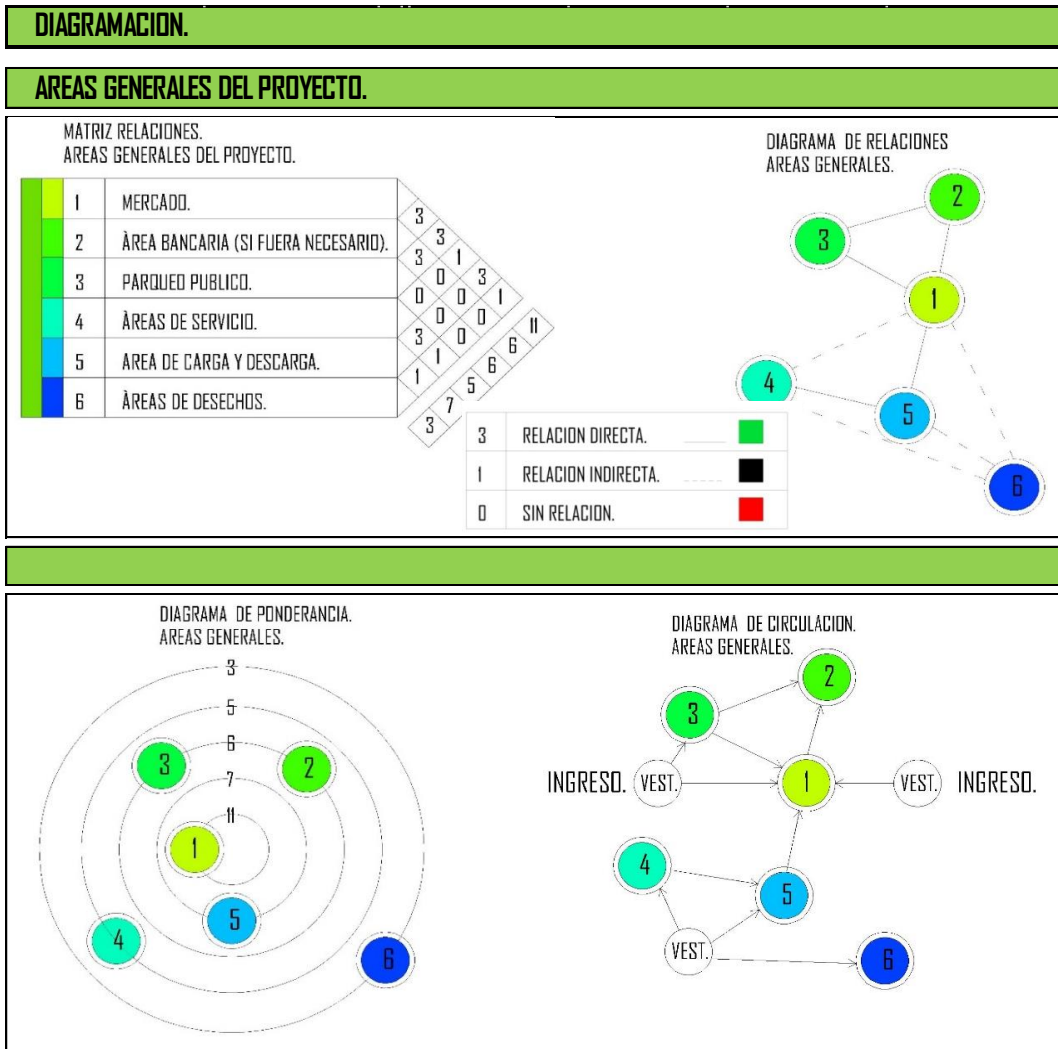 DIAGRAMACION.
AREAS GENERALES DEL PROYECTO.
MATRIZ RELACIONES.
AREAS GENERALES DEL PROYECTO.
1 MERCADO.
2 ÀREA BANCARIA (SI FUERA NECESARIO).
3 PARQUEO PUBLICO.
4 ÀREAS DE SERVICIO.
5 AREA DE CARGA Y DESCARGA.
6 ÀREAS DE DESECHOS.
3
3
3 1
0 3
0 0 1
0 0 11
3 0 6
1 6
1 5
7
3
3 RELACION DIRECTA.
1 RELACION INDIRECTA.
0 SIN RELACION.
DIAGRAMA DE RELACIONES
AREAS GENERALES.
2
3
1
4
5
6
DIAGRAMA DE PONDERANCIA.
AREAS GENERALES.
3
5
6
7
11
3
2
1
5
4
6
DIAGRAMA DE CIRCULACION.
AREAS GENERALES.
2
3
INGRESO. VEST. 1 VEST. INGRESO.
4
5
VEST.
6